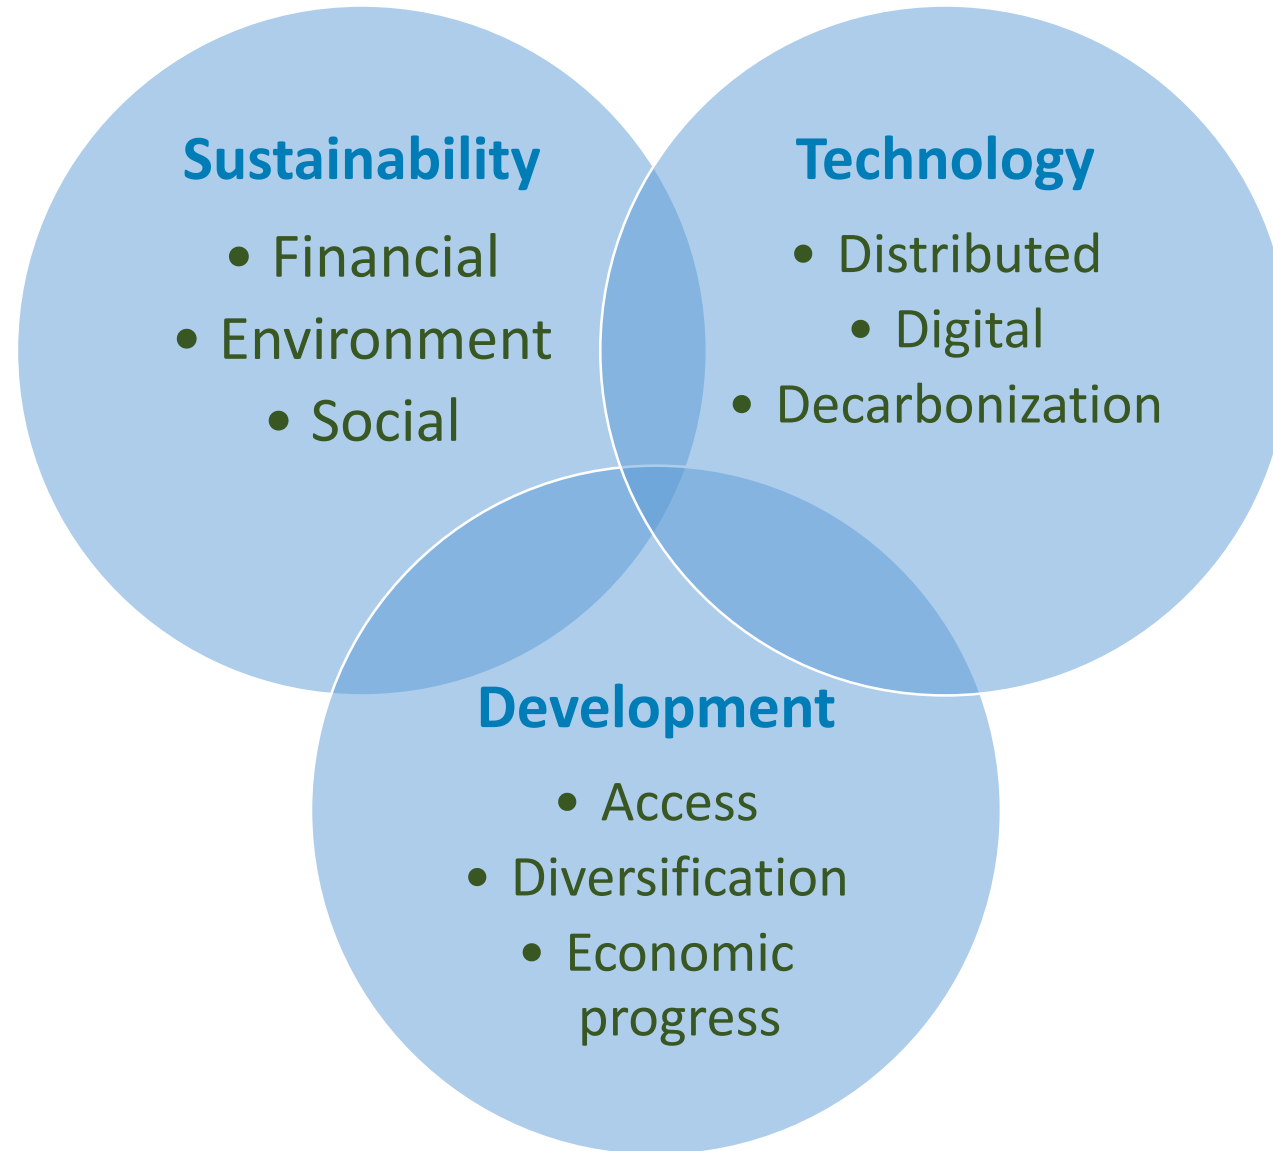 Sustainability
• Financial
• Environment
• Social
Technology
• Distributed
• Digital
• Decarbonization
Development
• Access
• Diversification
• Economic
progress